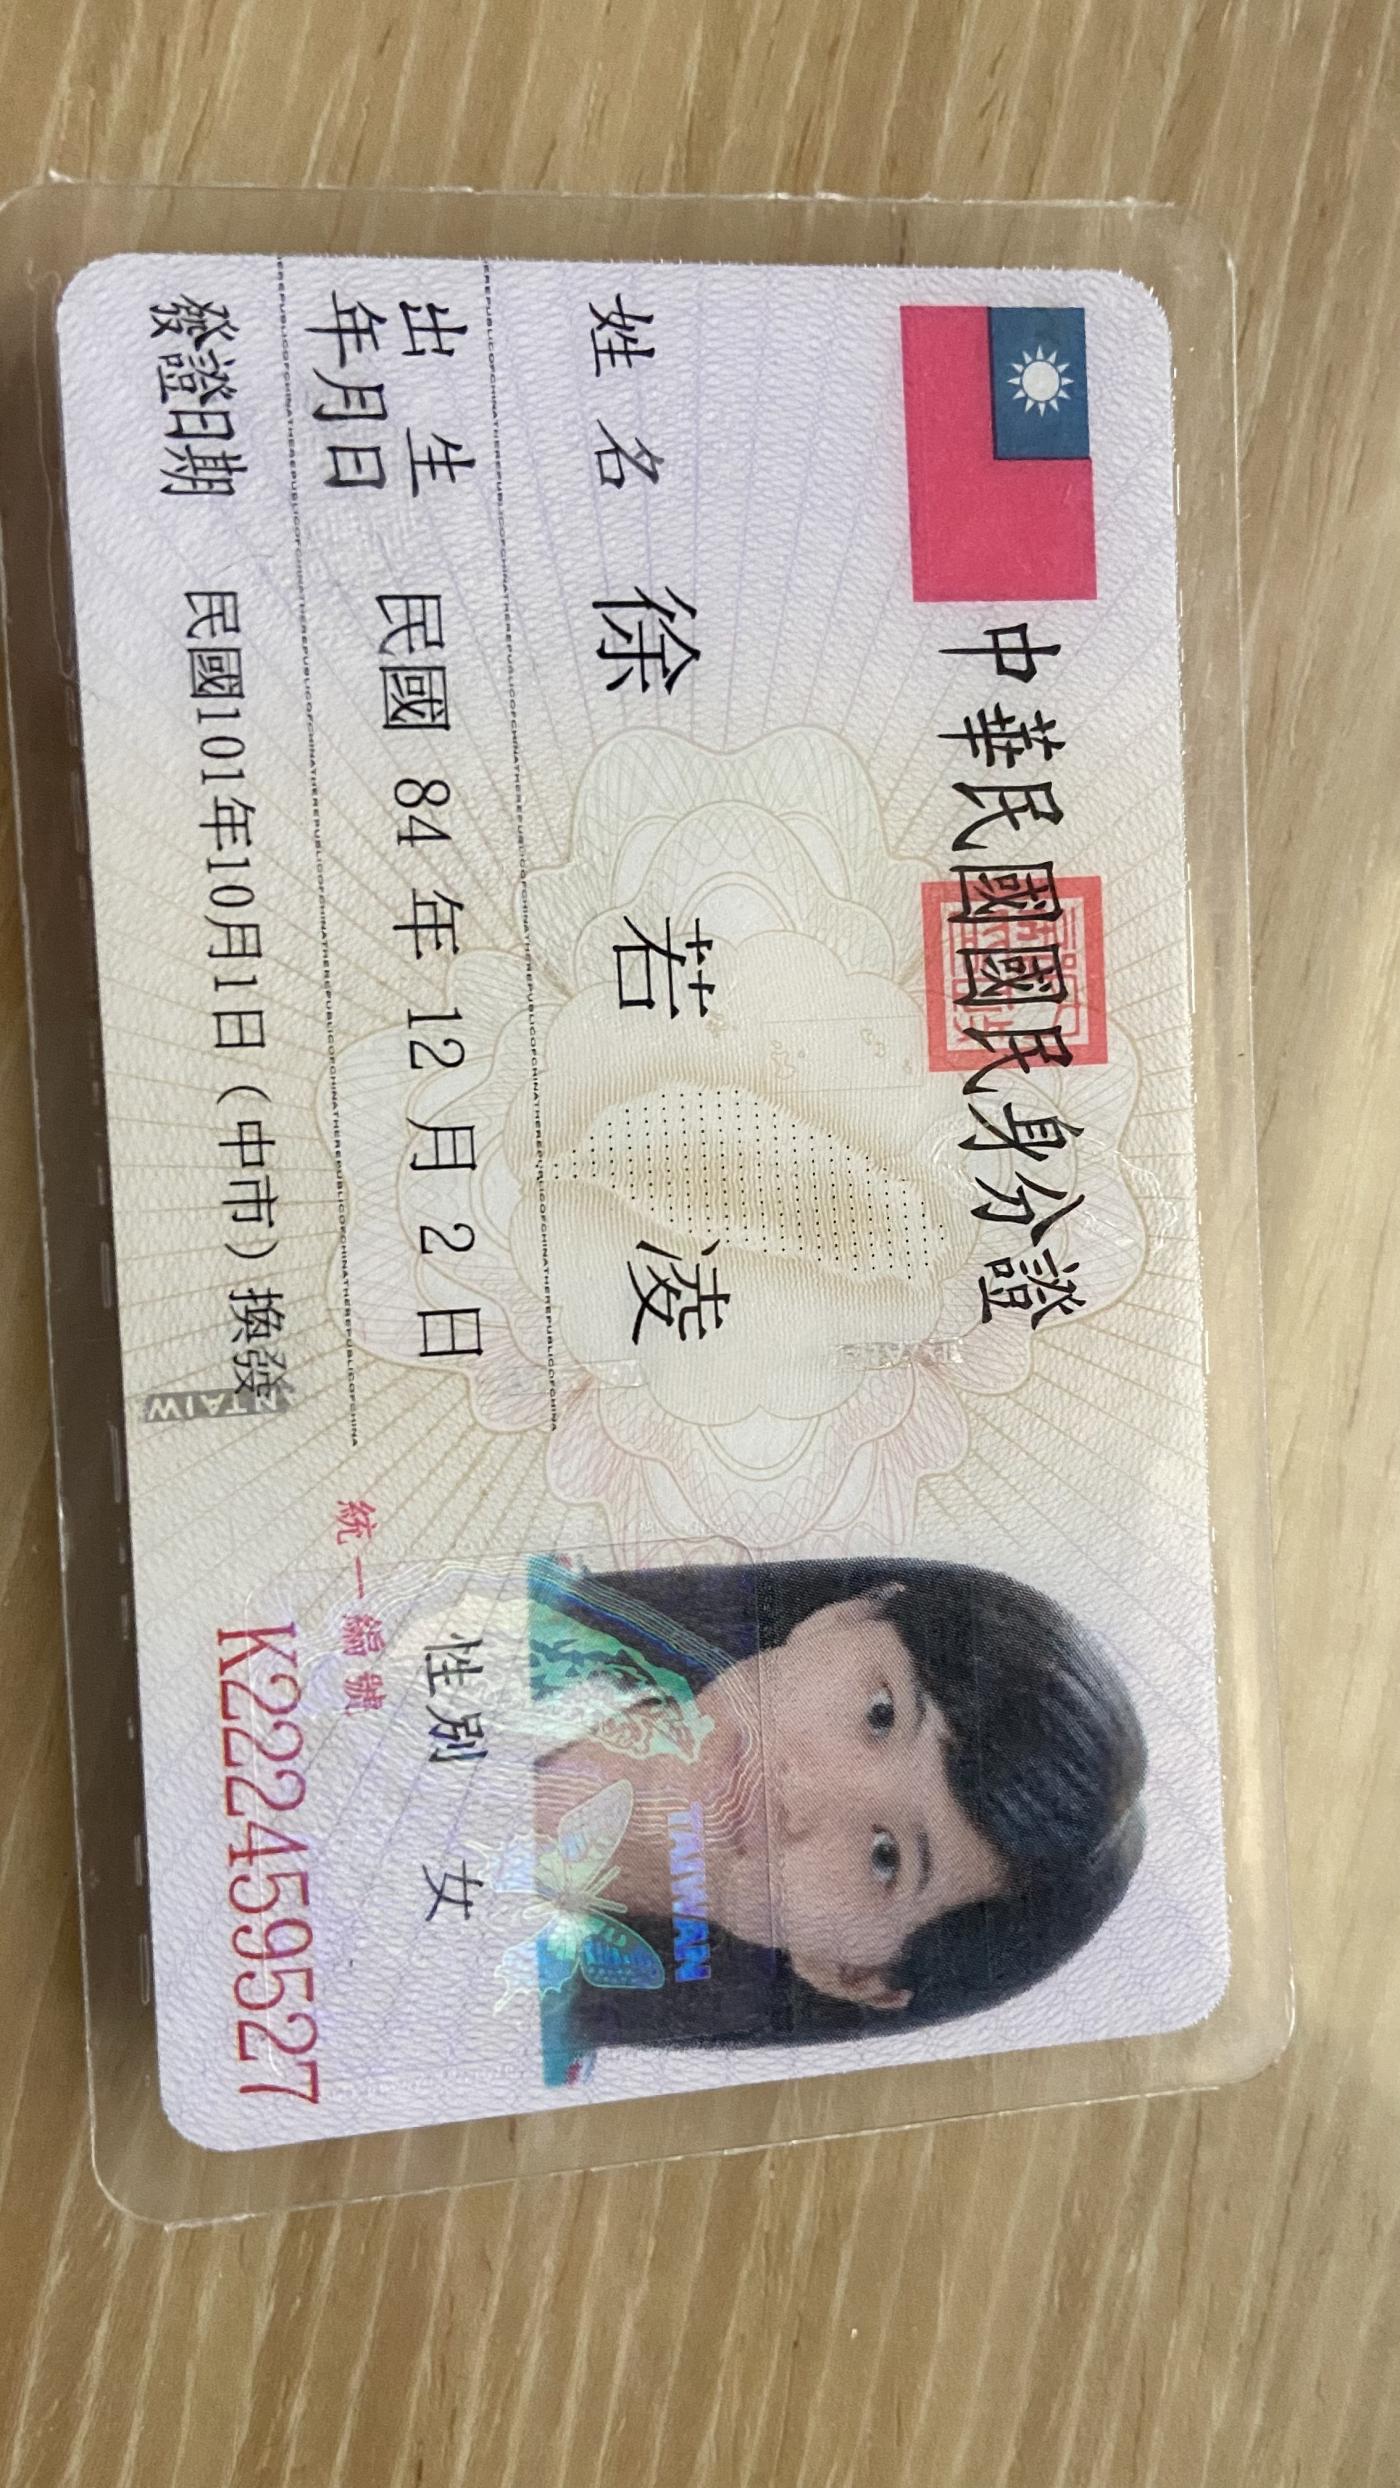 中華民國國民身分證
姓名 徐若淩
出生年月日 民國 84 年 12 月 2 日
發證日期 民國101年10月1日（中市）換發
性別 女
統一編號
K222459527
TAIWAN